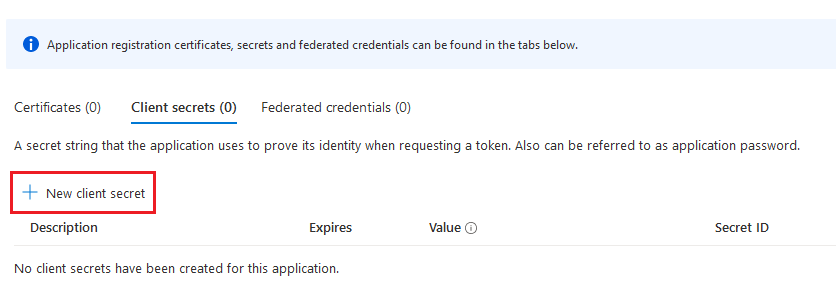 Application registration certificates, secrets and federated credentials can be found in the tabs below.
Certificates (0) Client secrets (0) Federated credentials (0)
A secret string that the application uses to prove its identity when requesting a token. Also can be referred to as application password.
New client secret
Description Expires Value Secret ID
No client secrets have been created for this application.